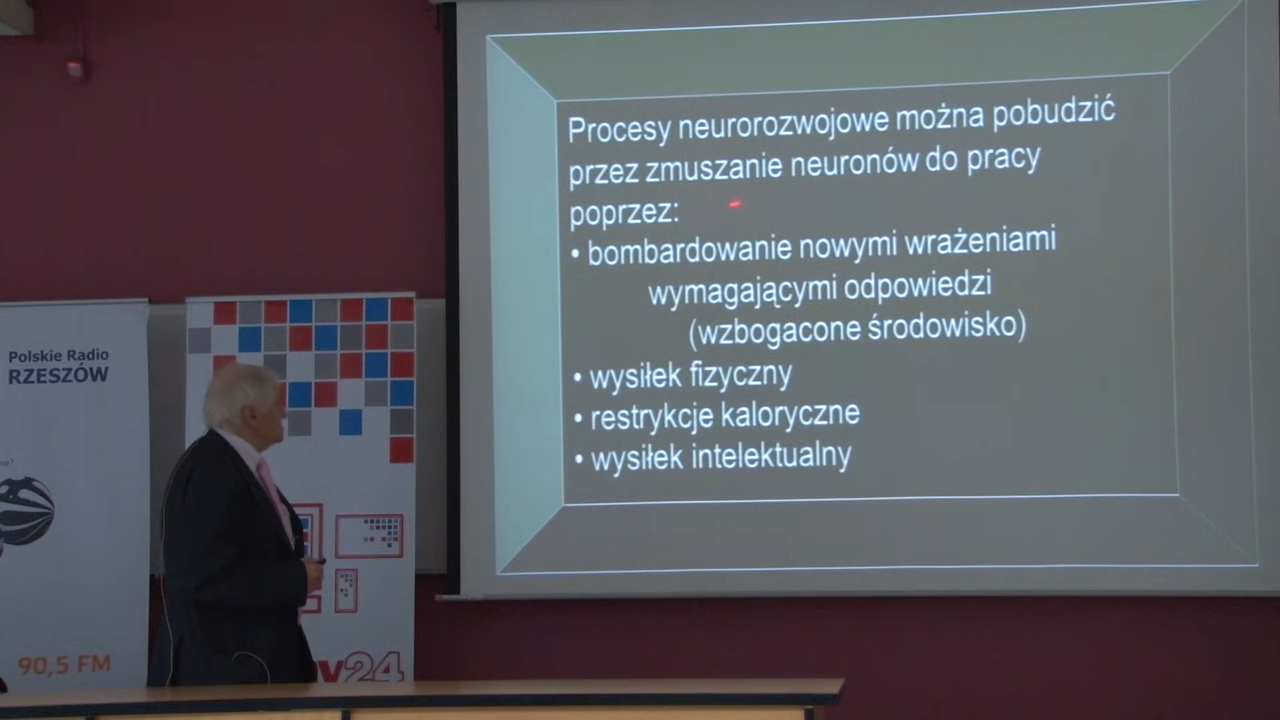 Procesy neurorozwojowe można pobudzić
przez zmuszanie neuronów do pracy
poprzez:
• bombardowanie nowymi wrażeniami
wymagającymi odpowiedzi
(wzbogacone środowisko)
• wysiłek fizyczny
• restrykcje kaloryczne
• wysiłek intelektualny
Polskie Radio
RZESZÓW
90,5 FM
v24